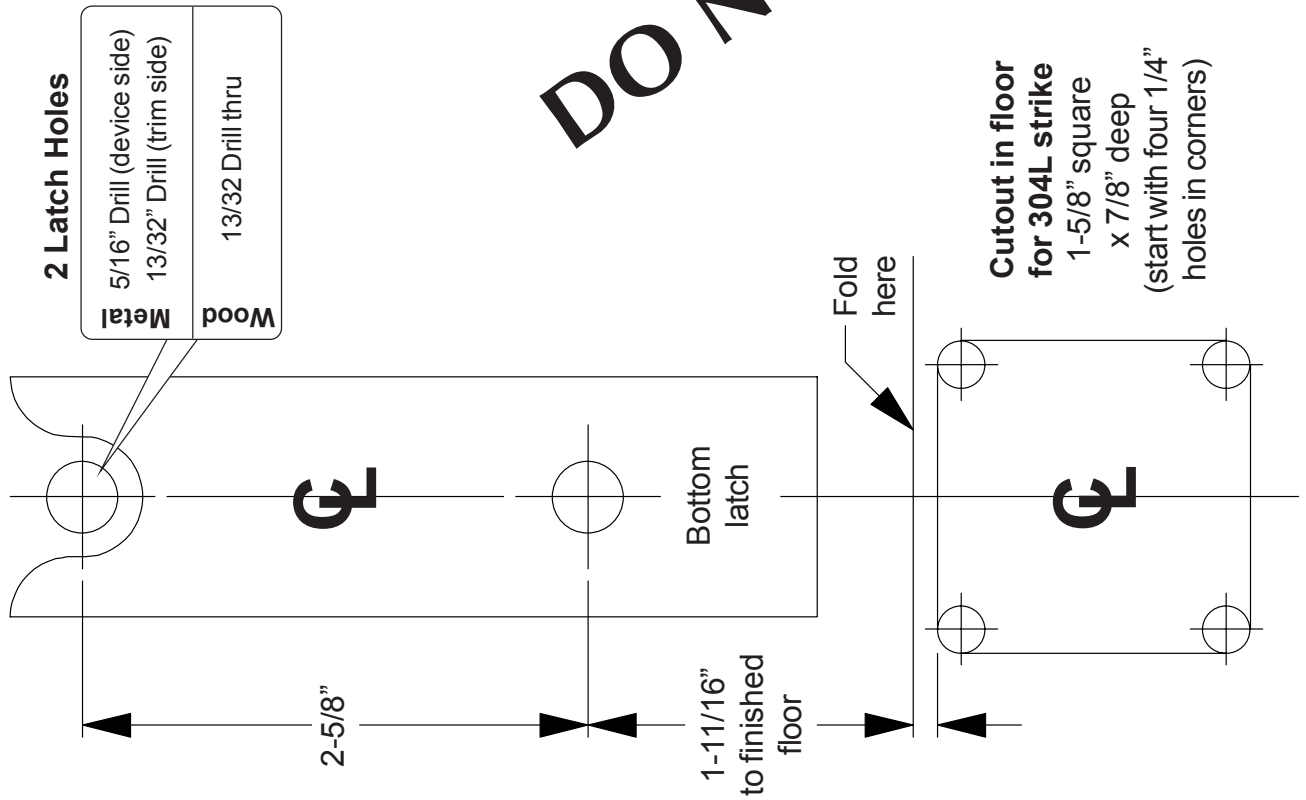 2 Latch Holes
Metal
5/16” Drill (device side)
13/32” Drill (trim side)
Wood
13/32 Drill thru
DO
CL
Bottom
latch
2-5/8”
1-11/16”
to finished
floor
Fold
here
CL
Cutout in floor
for 304L strike
1-5/8” square
x 7/8” deep
(start with four 1/4”
holes in corners)